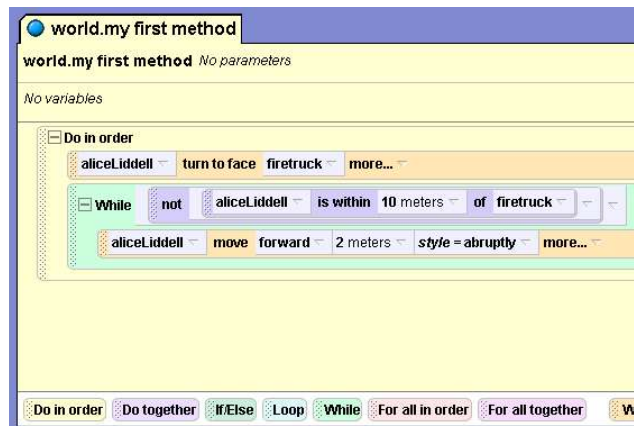 world.my first method
world.my first method No parameters
No variables
Do in order
aliceLiddell turn to face firetruck more...
While not aliceLiddell is within 10 meters of firetruck
aliceLiddell move forward 2 meters style = abruptly more...
Do in order Do together If/Else Loop While For all in order For all together